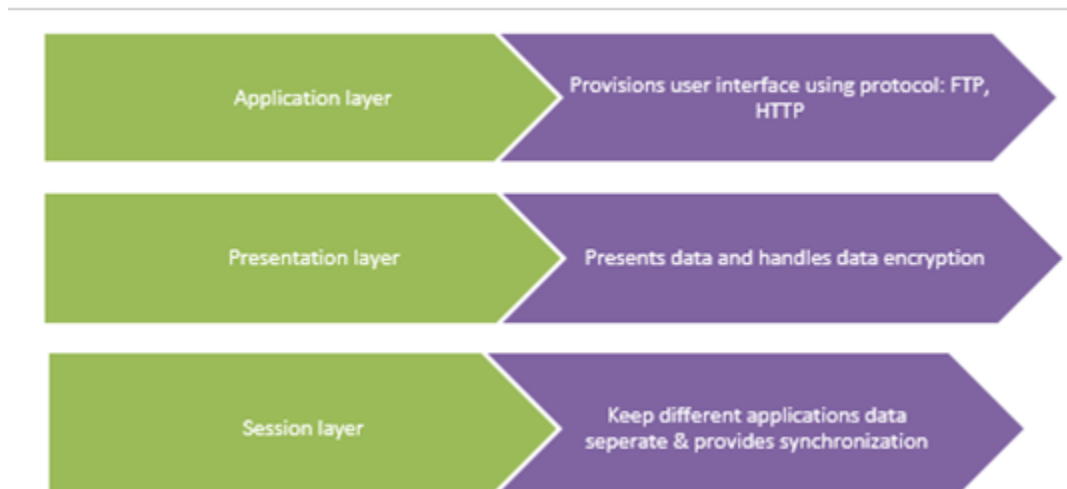 Application layer
Provisions user interface using protocol: FTP,
HTTP
Presentation layer
Presents data and handles data encryption
Session layer
Keep different applications data
seperate & provides synchronization